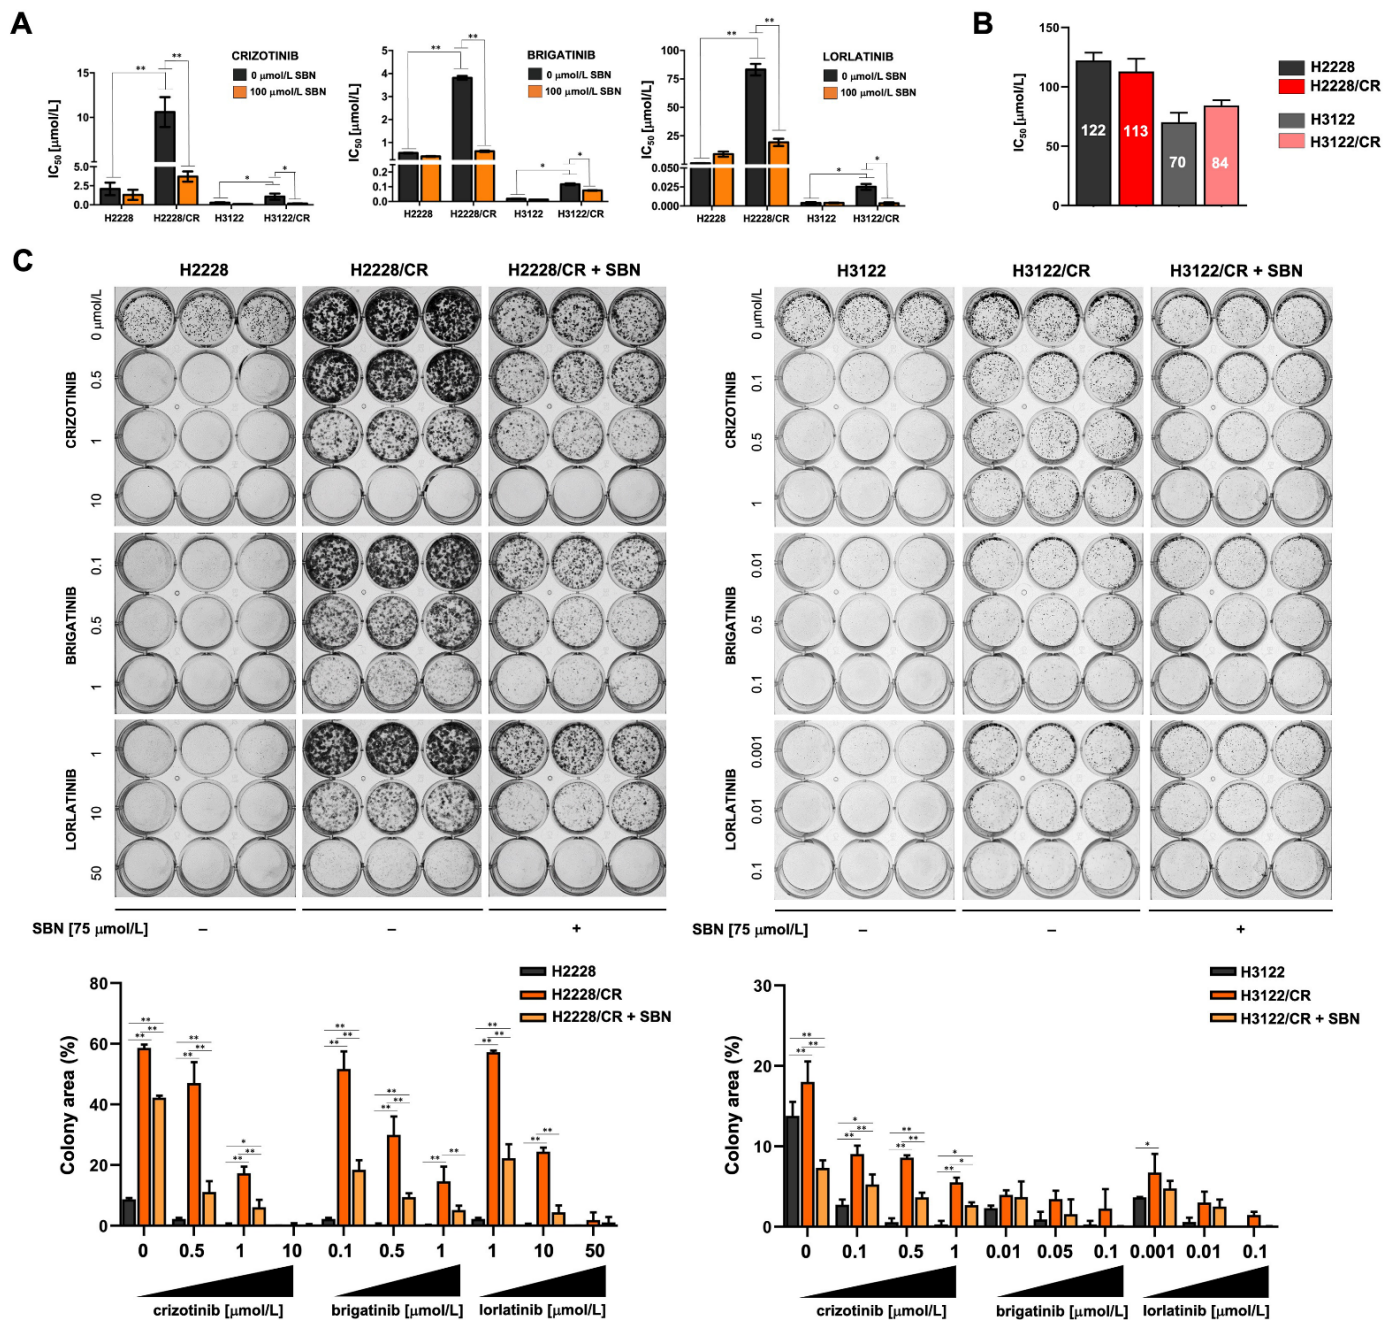 A
CRIZOTINIB
0 μmol/L SBN
100 μmol/L SBN
IC50 [μmol/L]
15
10
5
5.0
2.5
0.0
** ** * *
H2228 H2228/CR H3122 H3122/CR
BRIGATINIB
0 μmol/L SBN
100 μmol/L SBN
IC50 [μmol/L]
5
4
3
2
1
0.2
0.1
0.0
** ** * *
H2228 H2228/CR H3122 H3122/CR
LORLATINIB
0 μmol/L SBN
100 μmol/L SBN
IC50 [μmol/L]
100
75
50
25
0.050
0.025
0.000
** ** * *
H2228 H2228/CR H3122 H3122/CR
B
IC50 [μmol/L]
150
100
50
0
122 113 70 84
H2228
H2228/CR
H3122
H3122/CR
C
H2228 H2228/CR H2228/CR + SBN
CRIZOTINIB
0 μmol/L
0.5
1
10
BRIGATINIB
0.1
0.5
1
LORLATINIB
1
10
50
SBN [75 μmol/L] – – +
H3122 H3122/CR H3122/CR + SBN
CRIZOTINIB
0 μmol/L
0.1
0.5
1
BRIGATINIB
0.01
0.5
0.1
LORLATINIB
0.001
0.01
0.1
SBN [75 μmol/L] – – +
H2228
H2228/CR
H2228/CR + SBN
Colony area (%)
80
60
40
20
0
0 0.5 1 10 0.1 0.5 1 1 10 50
crizotinib [μmol/L] brigatinib [μmol/L] lorlatinib [μmol/L]
H3122
H3122/CR
H3122/CR + SBN
Colony area (%)
30
20
10
0
0 0.1 0.5 1 0.01 0.05 0.1 0.001 0.01 0.1
crizotinib [μmol/L] brigatinib [μmol/L] lorlatinib [μmol/L]